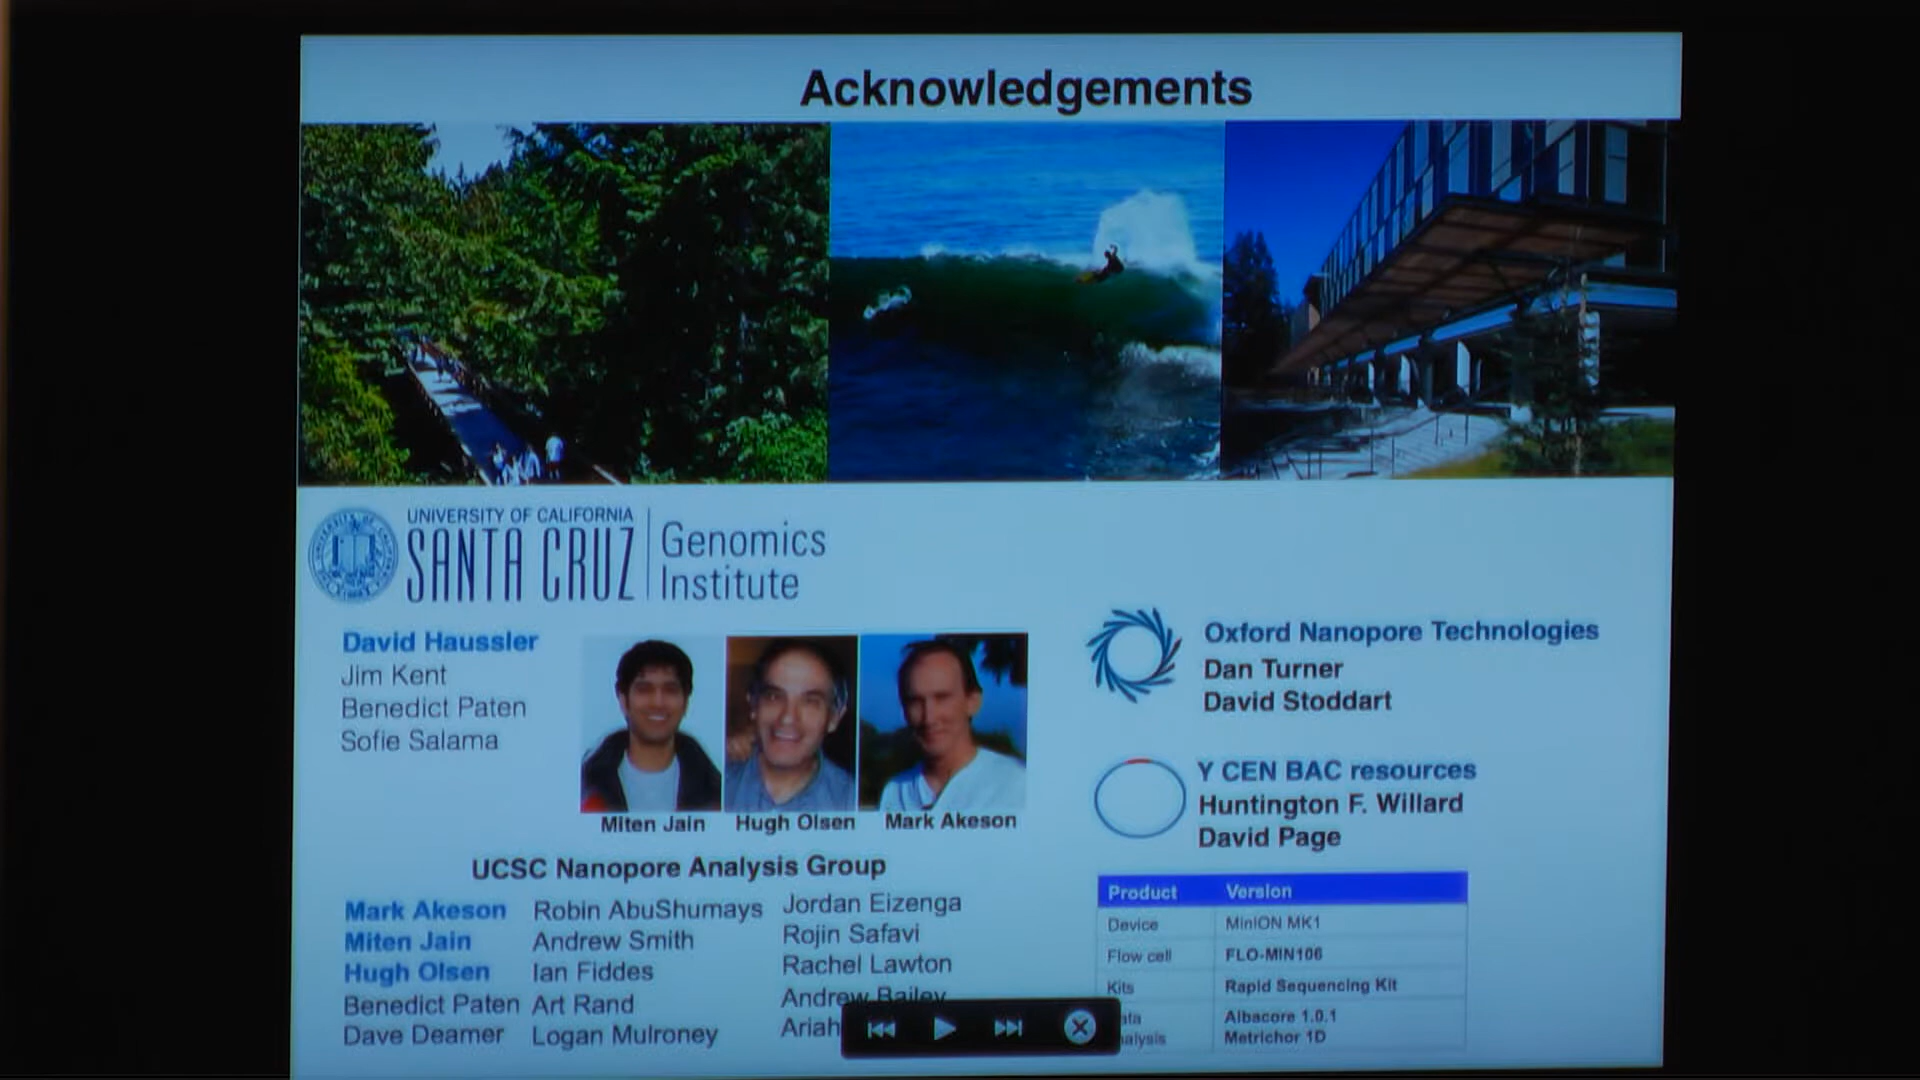 Acknowledgements
UNIVERSITY OF CALIFORNIA
SANTA CRUZ
Genomics
Institute
David Haussler
Jim Kent
Benedict Paten
Sofie Salama
Miten Jain
Hugh Olsen
Mark Akeson
UCSC Nanopore Analysis Group
Mark Akeson
Miten Jain
Hugh Olsen
Benedict Paten
Dave Deamer
Robin AbuShumays
Andrew Smith
Ian Fiddes
Art Rand
Logan Mulroney
Jordan Eizenga
Rojin Safavi
Rachel Lawton
Andrew Bailey
Ariah
Oxford Nanopore Technologies
Dan Turner
David Stoddart
Y CEN BAC resources
Huntington F. Willard
David Page
Product Version
Device MinION MK1
Flow cell FLO-MIN106
Kits Rapid Sequencing Kit
Albacore 1.0.1
Metrichor 1D